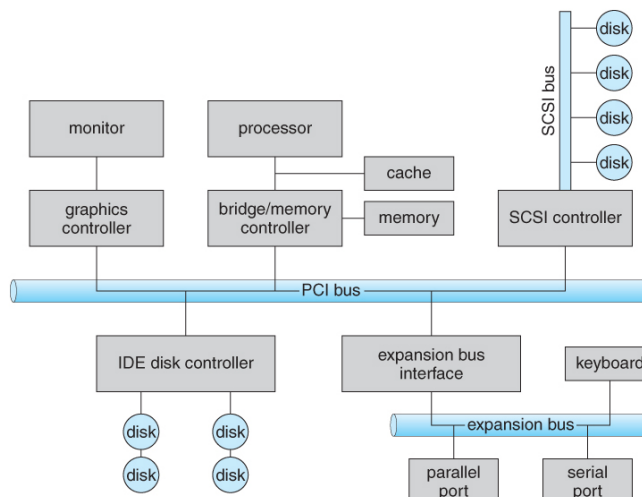 disk
disk
disk
disk
SCSI bus
monitor
processor
cache
graphics
controller
bridge/memory
controller
memory
SCSI controller
PCI bus
IDE disk controller
expansion bus
interface
keyboard
disk
disk
disk
disk
expansion bus
parallel
port
serial
port